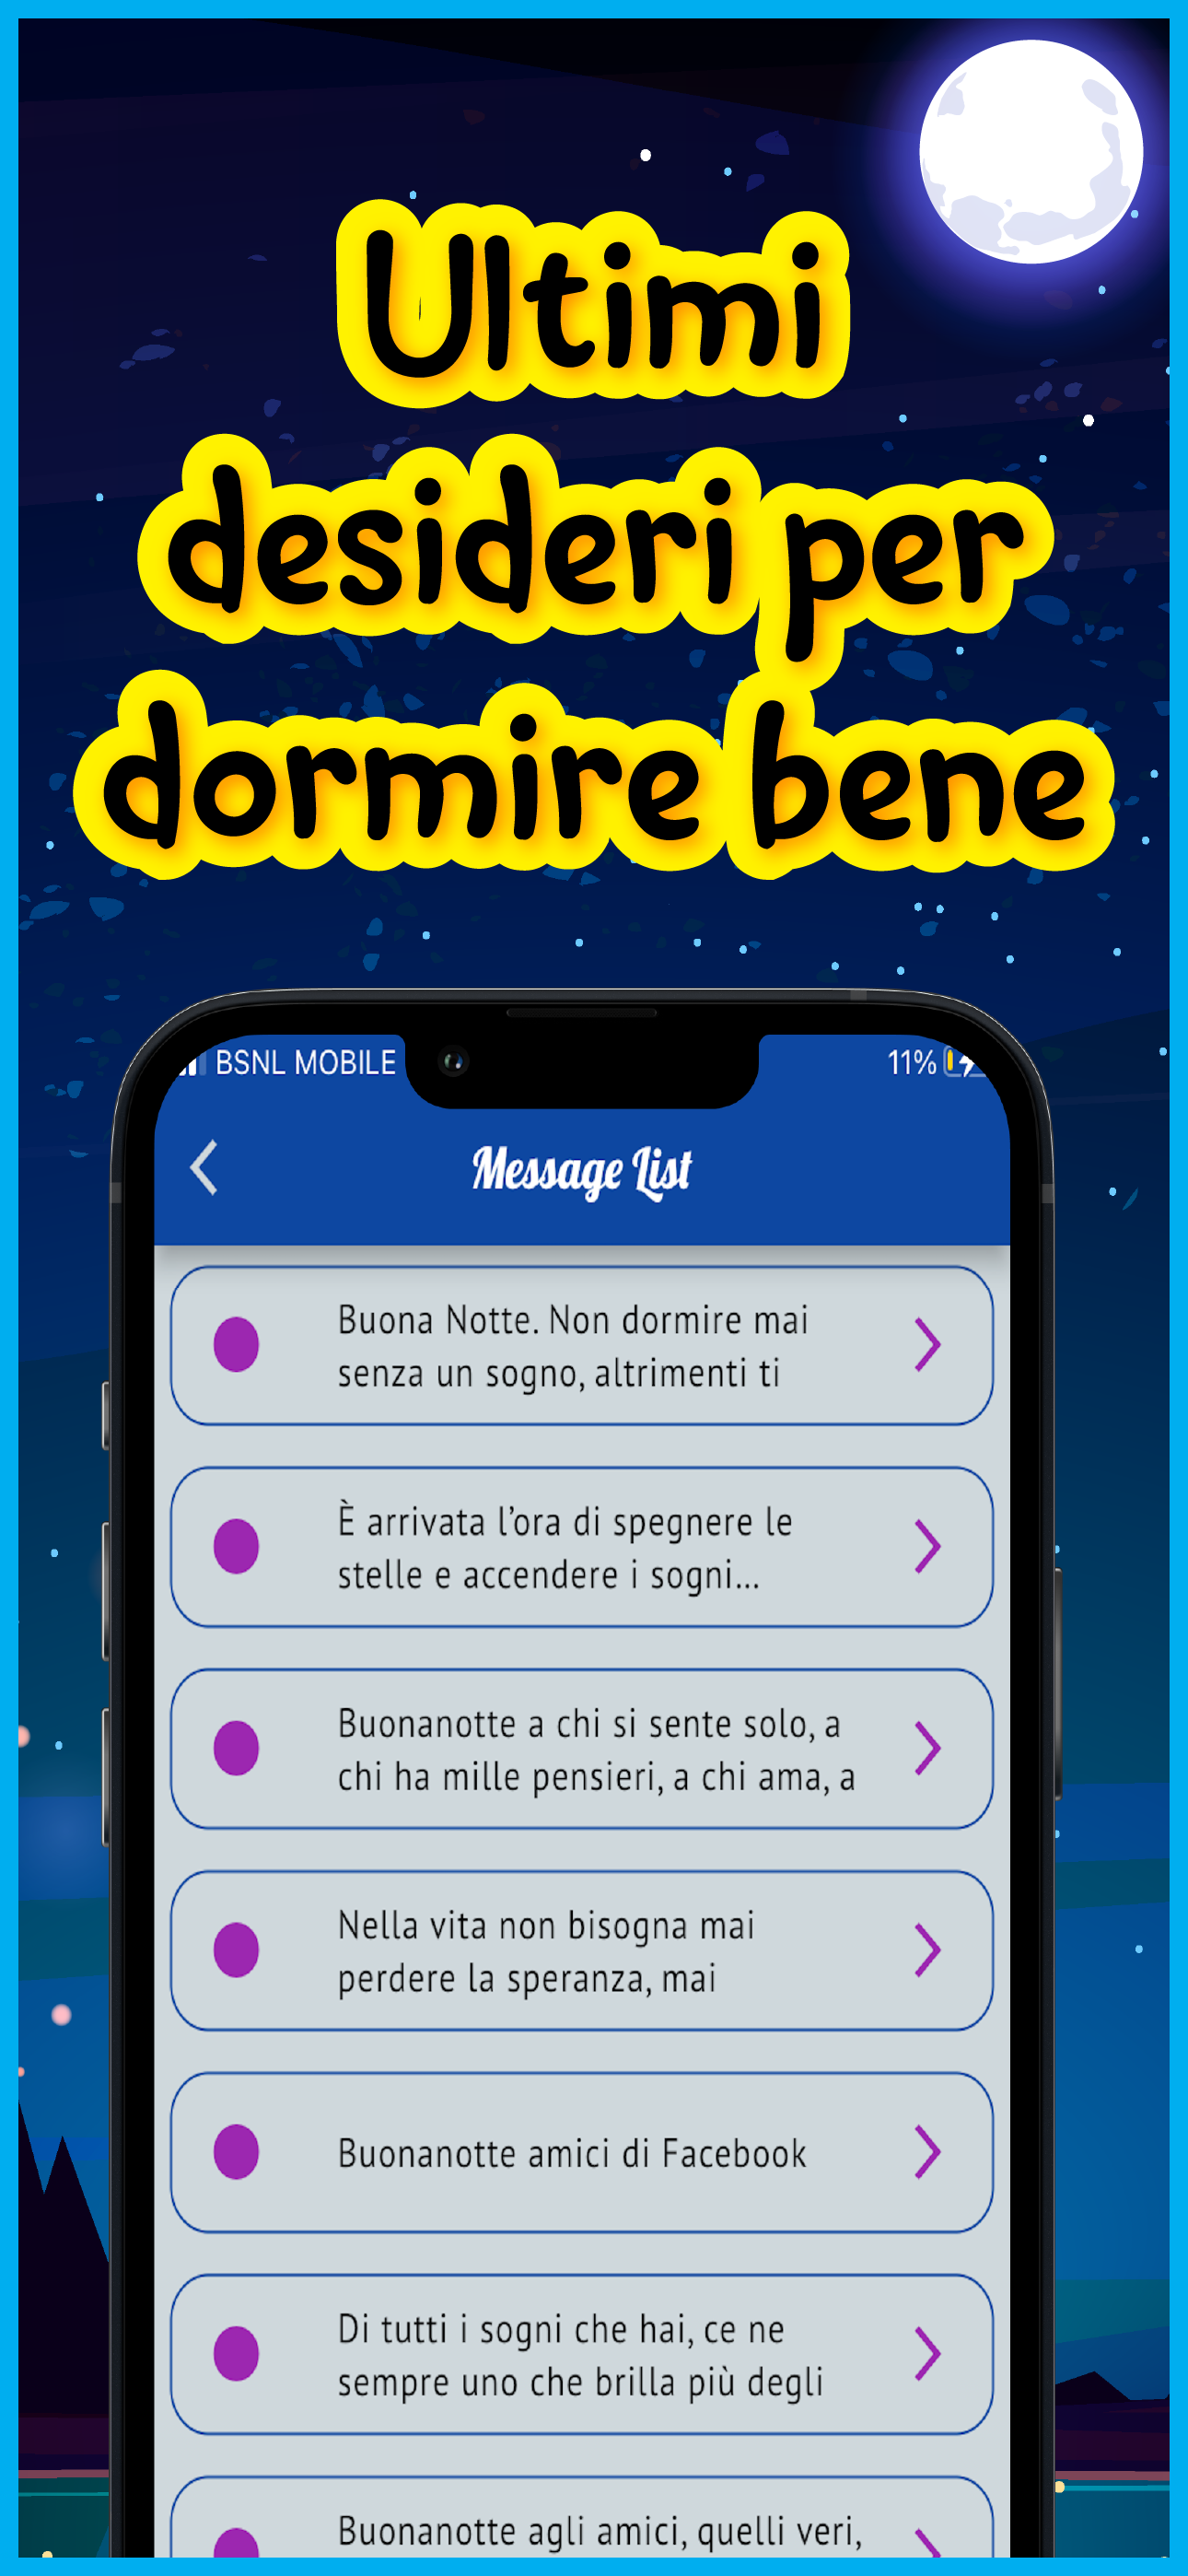 Ultimi
desideri per
dormire bene
BSNL MOBILE 11%
Message List
Buona Notte. Non dormire mai
senza un sogno, altrimenti ti
È arrivata l’ora di spegnere le
stelle e accendere i sogni...
Buonanotte a chi si sente solo, a
chi ha mille pensieri, a chi ama, a
Nella vita non bisogna mai
perdere la speranza, mai
Buonanotte amici di Facebook
Di tutti i sogni che hai, ce ne
sempre uno che brilla più degli
Buonanotte agli amici, quelli veri,